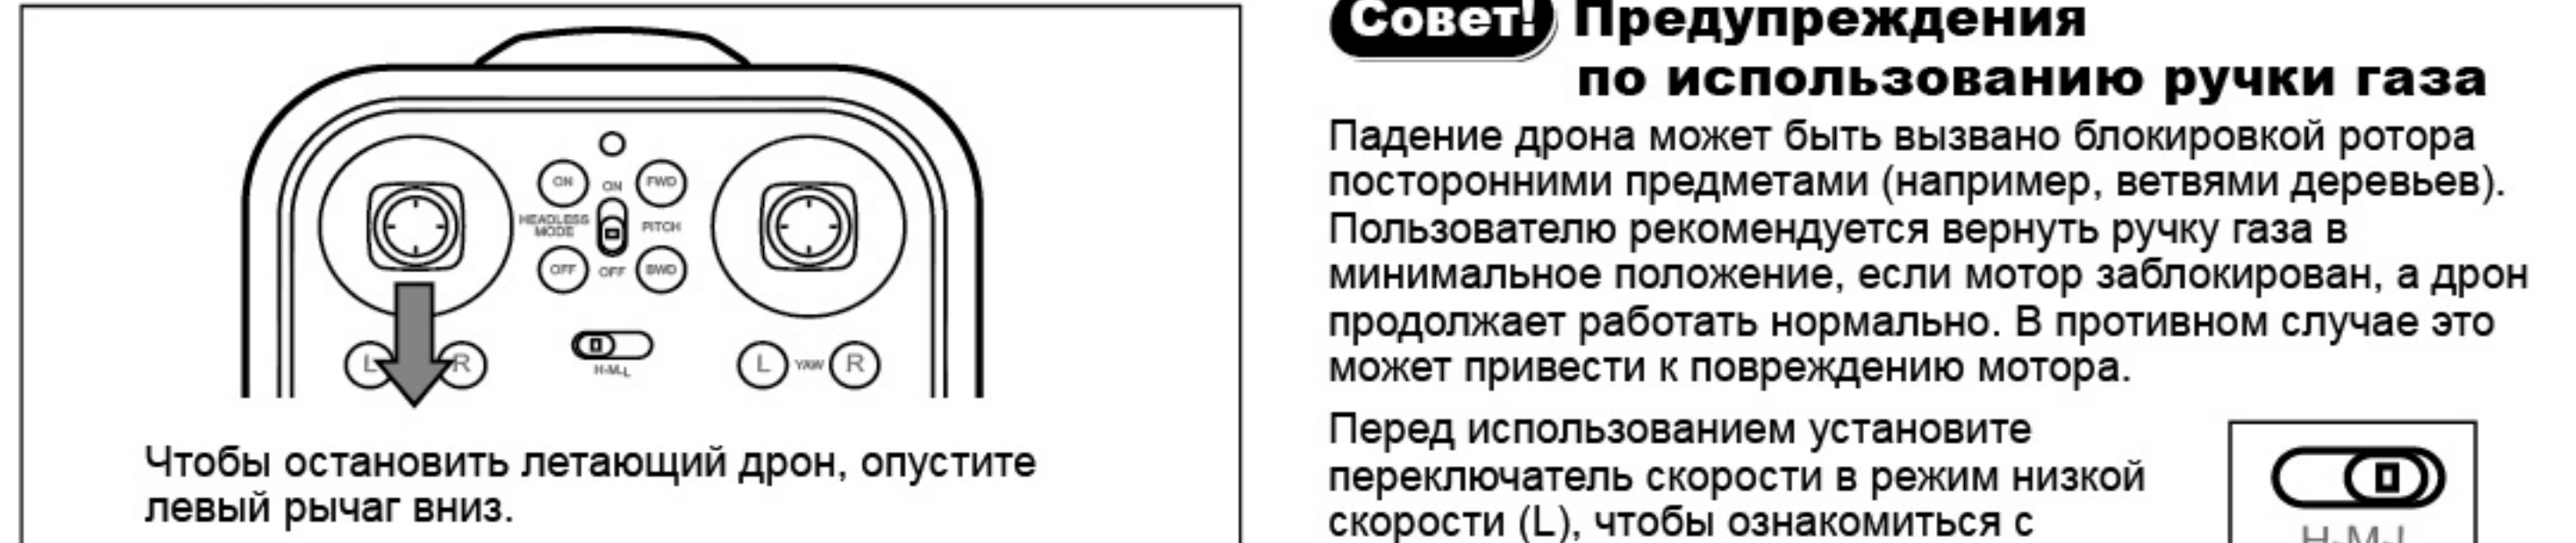 ON
ON
FWD
HEADLESS
MODE
PITCH
OFF
OFF
BWD
L
R
H-M-L
L
YAW
R
Чтобы остановить летающий дрон, опустите
левый рычаг вниз.
Совет! Предупреждения
по использованию ручки газа
Падение дрона может быть вызвано блокировкой ротора
посторонними предметами (например, ветвями деревьев).
Пользователю рекомендуется вернуть ручку газа в
минимальное положение, если мотор заблокирован, а дрон
продолжает работать нормально. В противном случае это
может привести к повреждению мотора.
Перед использованием установите
переключатель скорости в режим низкой
скорости (L), чтобы ознакомиться с
H-M-L